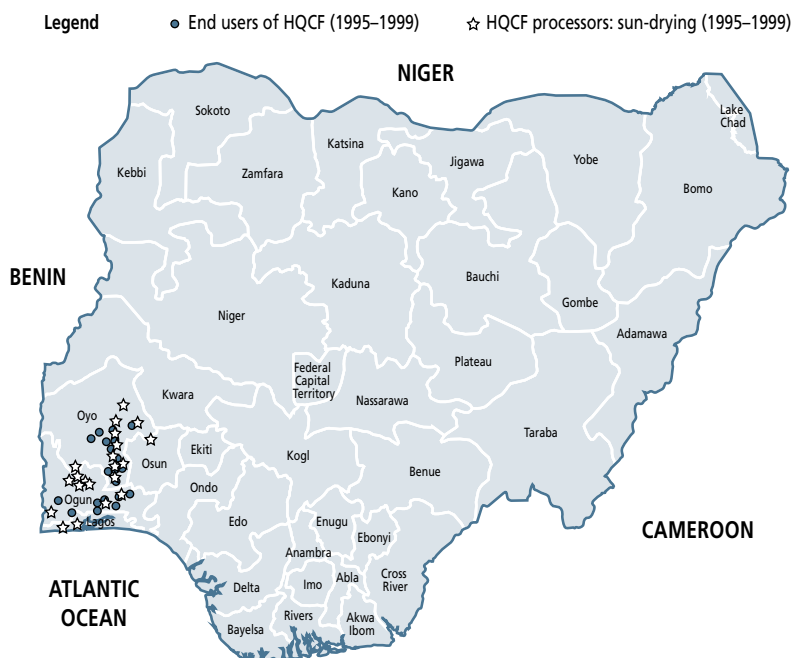 Legend
End users of HQCF (1995–1999)
HQCF processors: sun-drying (1995–1999)
NIGER
Lake
Chad
Sokoto
Katsina
Jigawa
Yobe
Kebbi
Zamfara
Kano
Bomo
BENIN
Kaduna
Bauchi
Gombe
Niger
Adamawa
Plateau
Federal
Capital
Territory
Kwara
Nassarawa
Oyo
Taraba
Osun
Ekiti
Kogl
Benue
Ondo
Ogun
Lagos
Edo
Enugu
Ebonyi
CAMEROON
Anambra
Delta
Imo
Abla
Cross
River
ATLANTIC
OCEAN
Bayelsa
Rivers
Akwa
Ibom